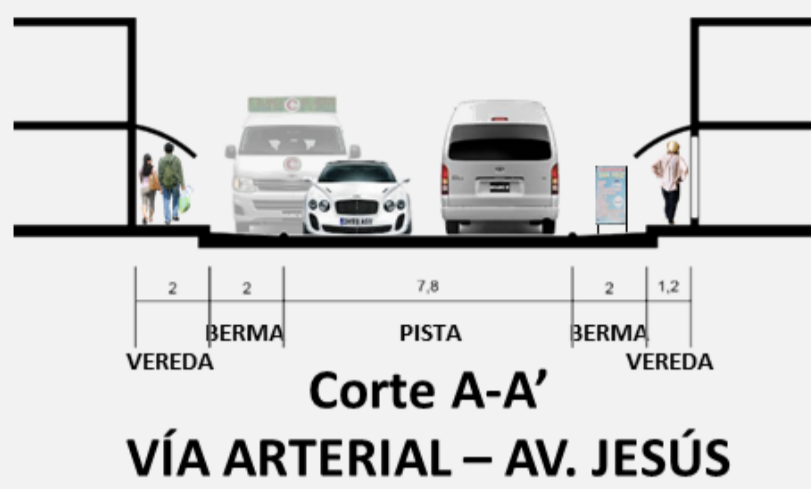 2 2 7,8 2 1,2
BERMA PISTA BERMA
VEREDA VEREDA
Corte A-A’
VÍA ARTERIAL – AV. JESÚS